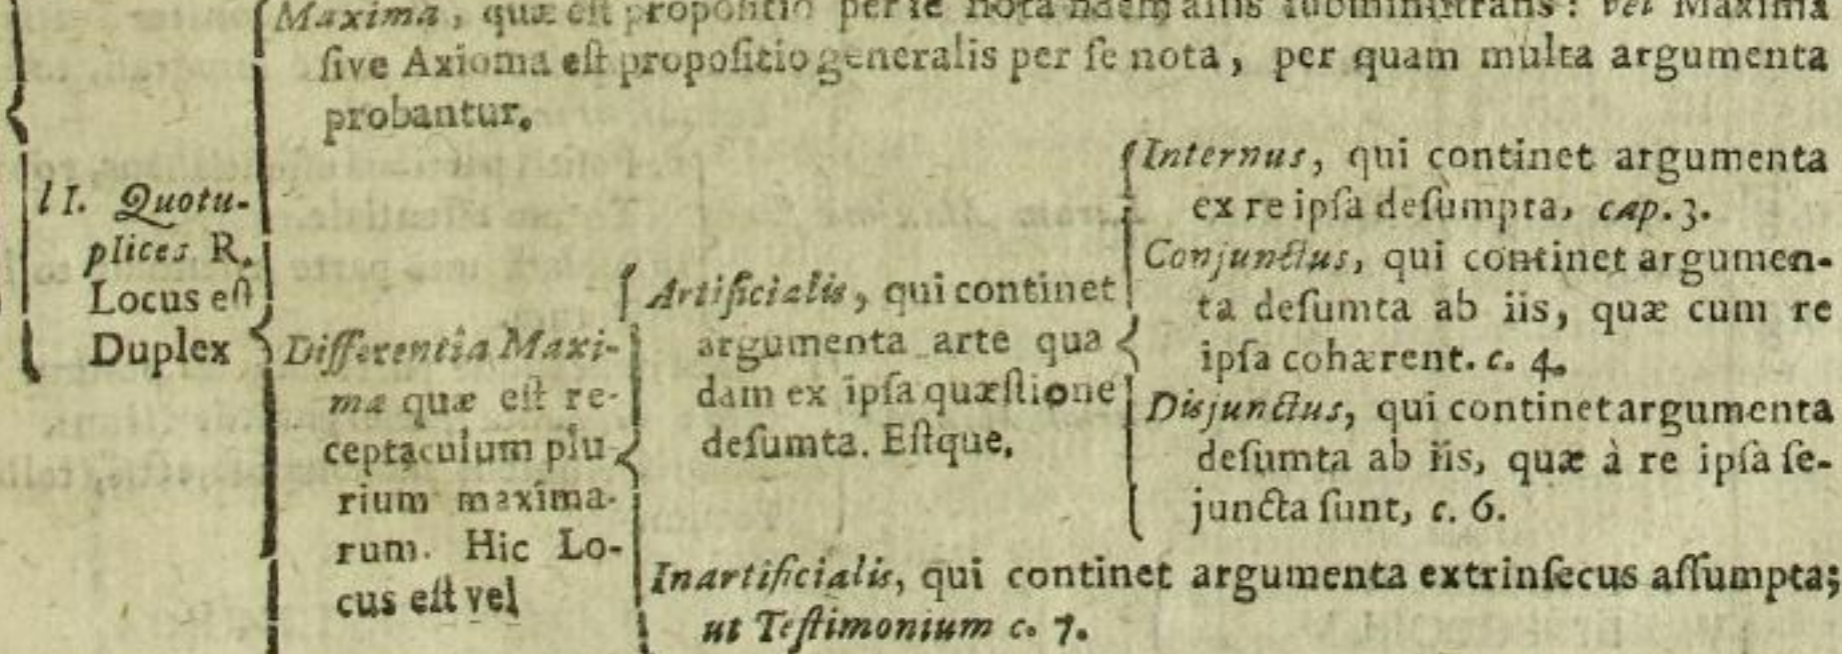 Maxima, quæ est propositio per se nota fidem aliis subministrans: vel Maxima
ſive Axioma eſt propoſitio generalis per ſe nota, per quam multa argumenta
probantur.
II. Quotu-
plices R.
Locus eſt
Duplex
Differentia Maxi-
mæ quæ eſt re-
ceptaculum plu-
rium maxima-
rum. Hic Lo-
cus eſt vel
Artificialis, qui continet
argumenta arte qua
dam ex ipſa quæſtione
deſumta. Eſtque,
Internus, qui continet argumenta
ex re ipſa deſumpta, cap. 3.
Conjunctus, qui continet argumen-
ta deſumta ab iis, quæ cum re
ipſa cohærent. c. 4.
Disjunctus, qui continet argumenta
deſumta ab iis, quæ à re ipſa ſe-
juncta ſunt, c. 6.
Inartificialis, qui continet argumenta extrinſecus aſſumpta;
ut Teſtimonium c. 7.